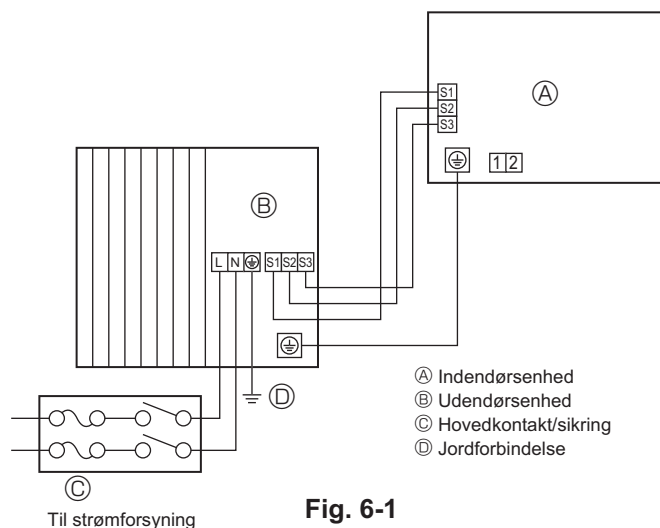 S1
S2
S3
Ⓐ
1 2
Ⓑ
L N S1 S2 S3
Ⓓ
Ⓐ Indendørsenhed
Ⓑ Udendørsenhed
Ⓒ Hovedkontakt/sikring
Ⓓ Jordforbindelse
Ⓒ
Til strømforsyning
Fig. 6-1